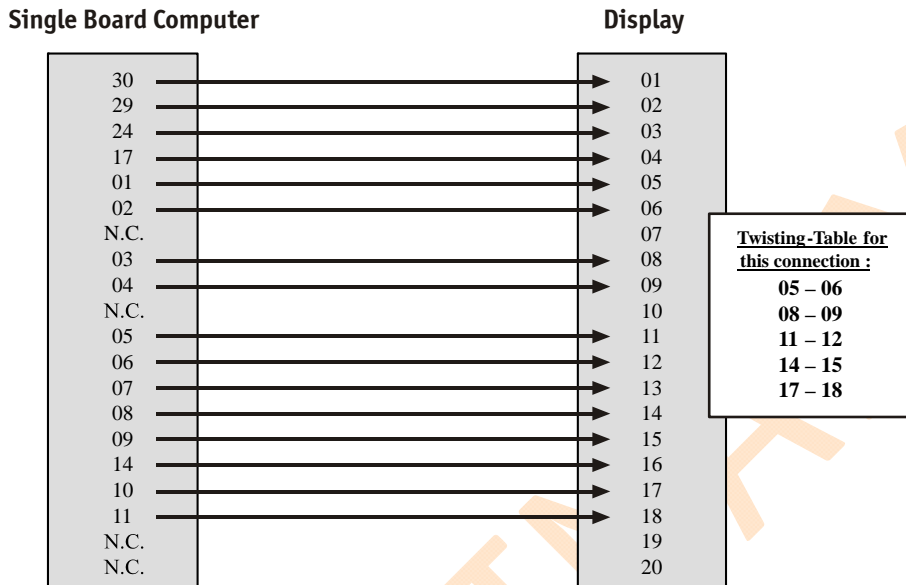 Single Board Computer Display
30 01
29 02
24 03
17 04
01 05
02 06
N.C. 07
03 08
04 09
N.C. 10
05 11
06 12
07 13
08 14
09 15
14 16
10 17
11 18
N.C. 19
N.C. 20
Twisting-Table for
this connection :
05 – 06
08 – 09
11 – 12
14 – 15
17 – 18